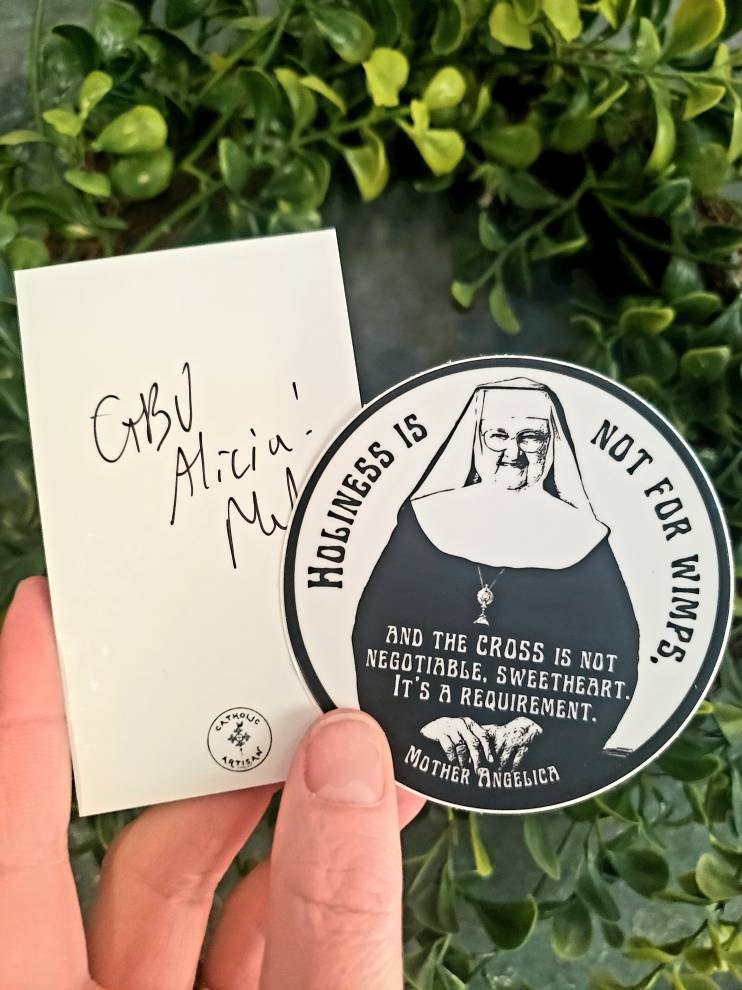 GBU
Alicia!
CATHOLIC
ARTISAN
HOLINESS IS
NOT FOR WIMPS,
AND THE CROSS IS NOT
NEGOTIABLE, SWEETHEART.
IT'S A REQUIREMENT.
MOTHER ANGELICA